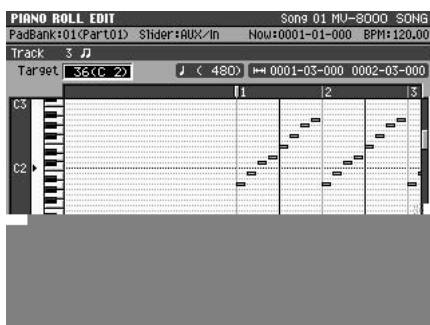 PIANO ROLL EDIT Song 01 MV-8000 SONG
PadBank:01(Part01) Slider:AUX/In Now:0001-01-000 BPM:120.00
Track 3
Target 36(C 2) ( 480) 0001-03-000 0002-03-000
1 2 3
C3
C2